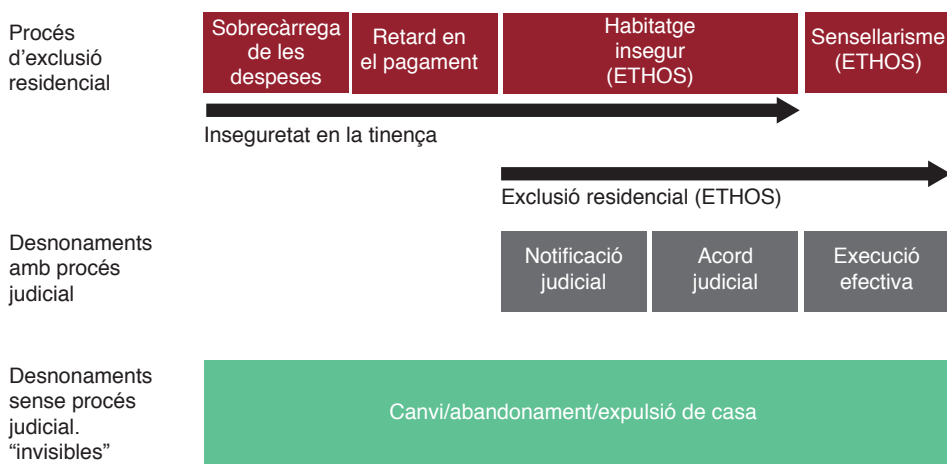 Procés
d'exclusió
residencial
Sobrecàrrega
de les
despeses
Retard en
el pagament
Habitatge
insegur
(ETHOS)
Sensellarisme
(ETHOS)
Inseguretat en la tinença
Exclusió residencial (ETHOS)
Desnonaments
amb procés
judicial
Notificació
judicial
Acord
judicial
Execució
efectiva
Desnonaments
sense procés
judicial.
“invisibles”
Canvi/abandonament/expulsió de casa